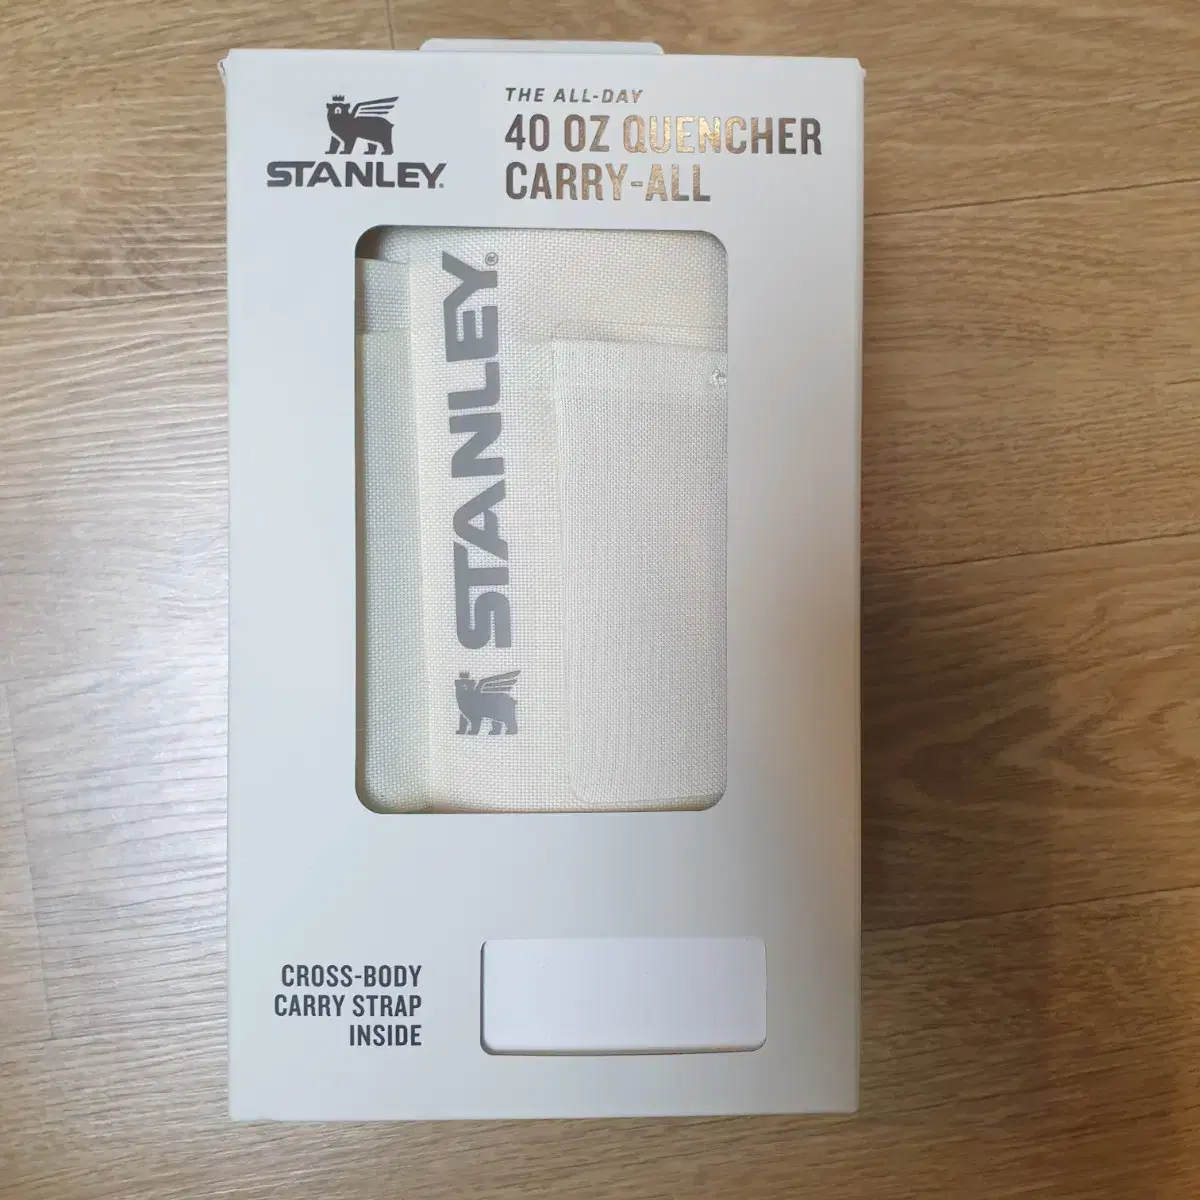 STANLEY®
THE ALL-DAY
40 OZ QUENCHER
CARRY-ALL
STANLEY®
CROSS-BODY
CARRY STRAP
INSIDE